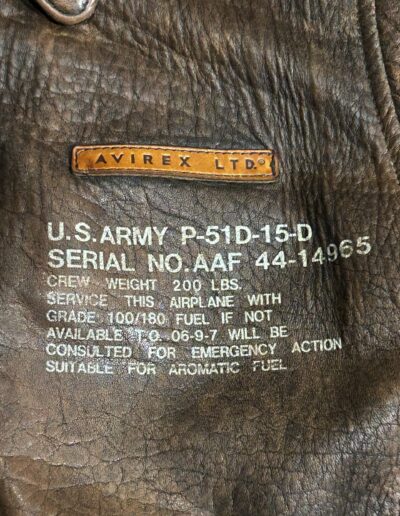 AVIREX LTD.®
U.S.ARMY P-51D-15-D
SERIAL NO.AAF 44-14965
CREW WEIGHT 200 LBS.
SERVICE THIS AIRPLANE WITH
GRADE 100/180 FUEL IF NOT
AVAILABLE T.O. 06-9-7 WILL BE
CONSULTED FOR EMERGENCY ACTION
SUITABLE FOR AROMATIC FUEL